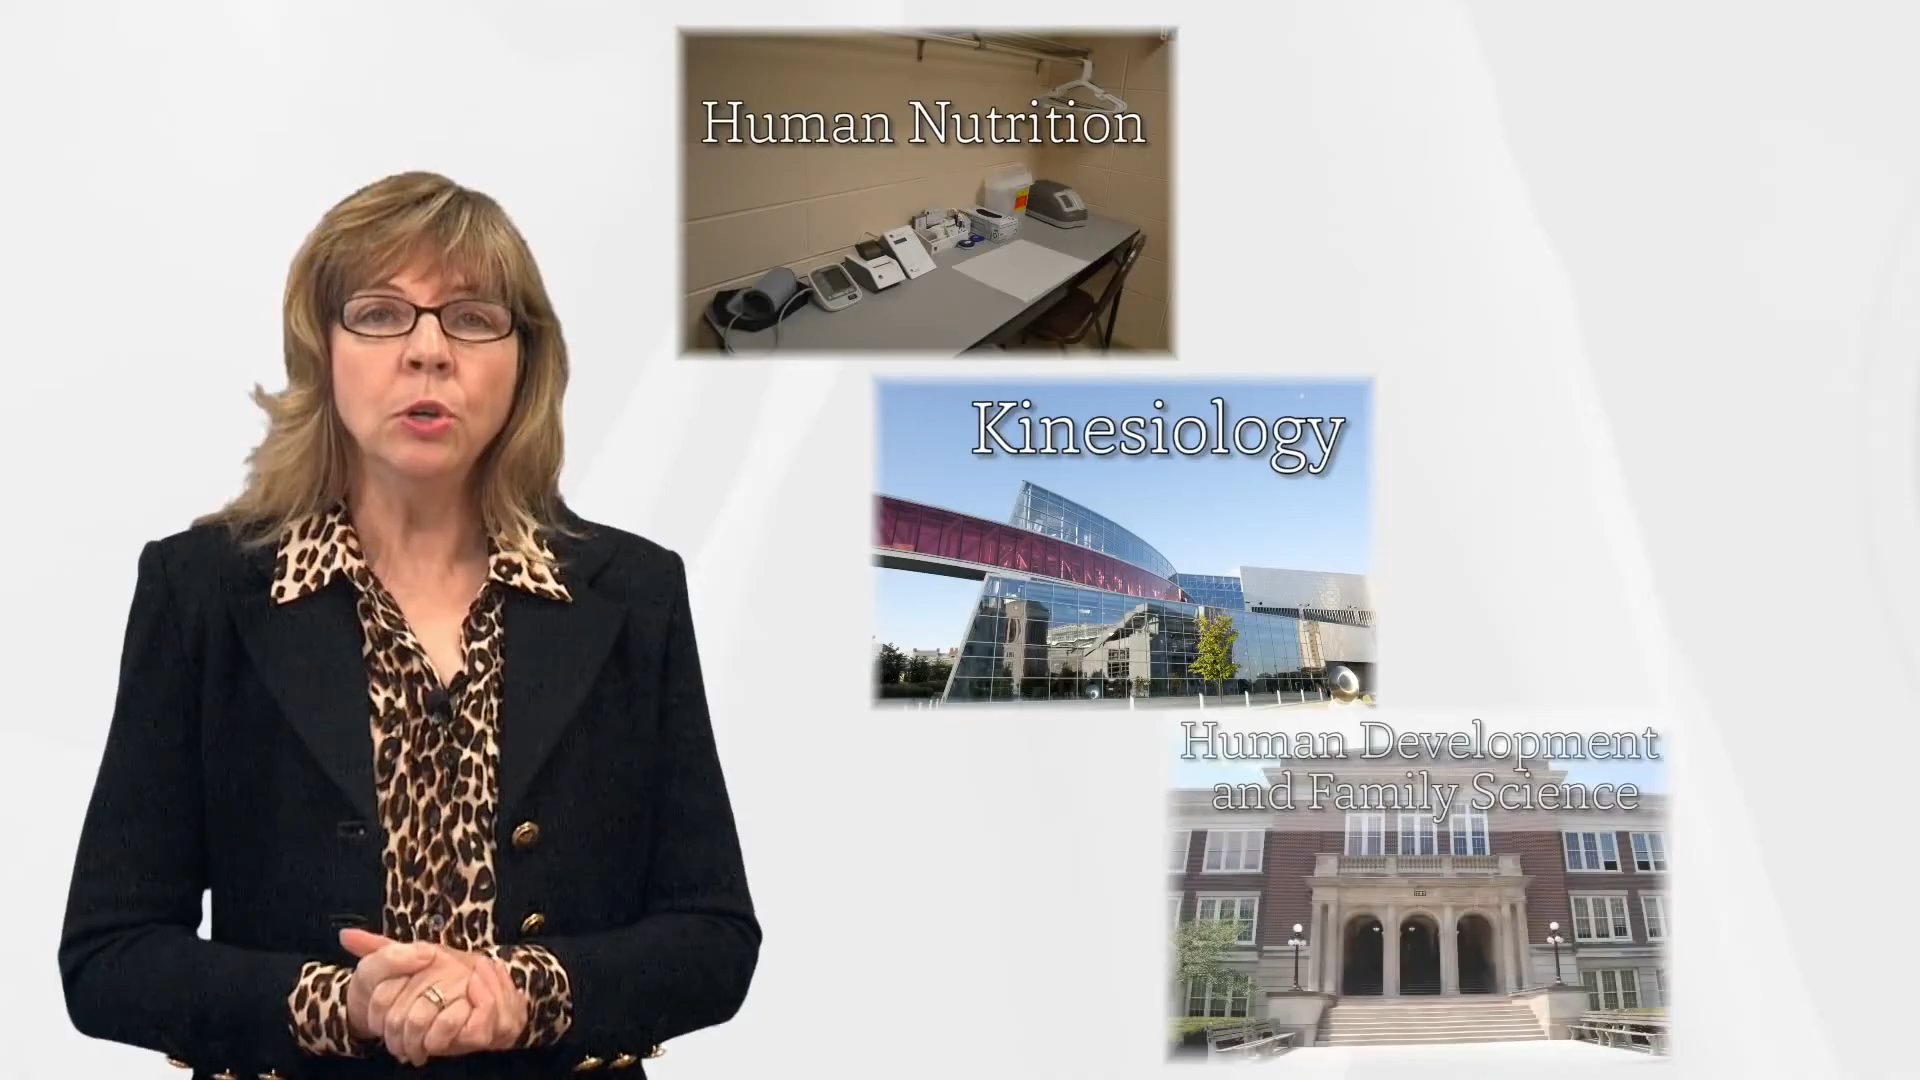 Human Nutrition
Kinesiology
Human Development
and Family Science